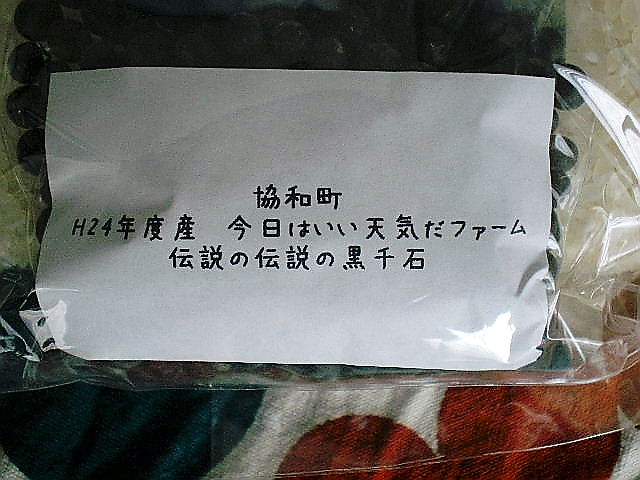 協和町
H24年度産　今日はいい天気だファーム
伝説の伝説の黒千石